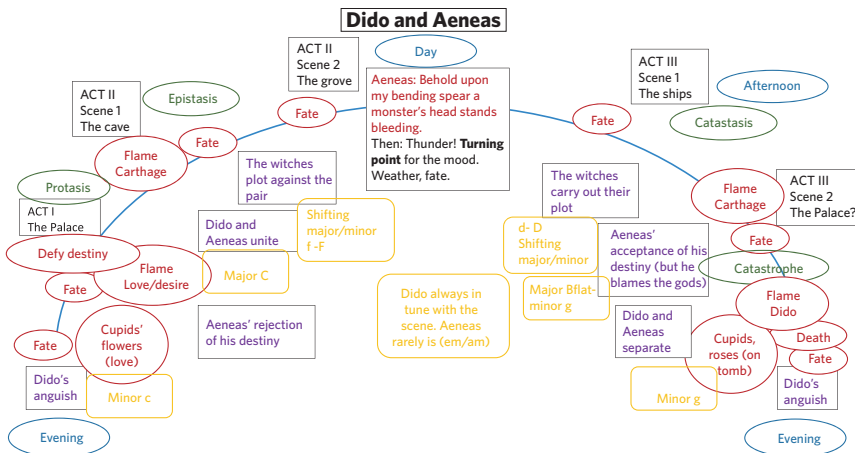 Dido and Aeneas
Day
ACT II
Scene 2
The grove
Aeneas: Behold upon
my bending spear a
monster's head stands
bleeding.
Then: Thunder! Turning
point for the mood.
Weather, fate.
ACT III
Scene 1
The ships
Afternoon
ACT II
Scene 1
The cave
Epistasis
Fate
Fate
Catastasis
Fate
Flame
Carthage
The witches
plot against the
pair
The witches
carry out their
plot
Flame
Carthage
ACT III
Scene 2
The Palace?
Protasis
ACT I
The Palace
Dido and
Aeneas unite
Shifting
major/minor
f -F
d- D
Shifting
major/minor
Aeneas'
acceptance of his
destiny (but he
blames the gods)
Fate
Defy destiny
Flame
Love/desire
Major C
Catastrophe
Fate
Dido always in
tune with the
scene. Aeneas
rarely is (em/am)
Major Bflat-
minor g
Flame
Dido
Aeneas' rejection
of his destiny
Dido and
Aeneas
separate
Fate
Cupids'
flowers
(love)
Cupids,
roses (on
tomb)
Death
Fate
Dido's
anguish
Minor c
Minor g
Dido's
anguish
Evening
Evening